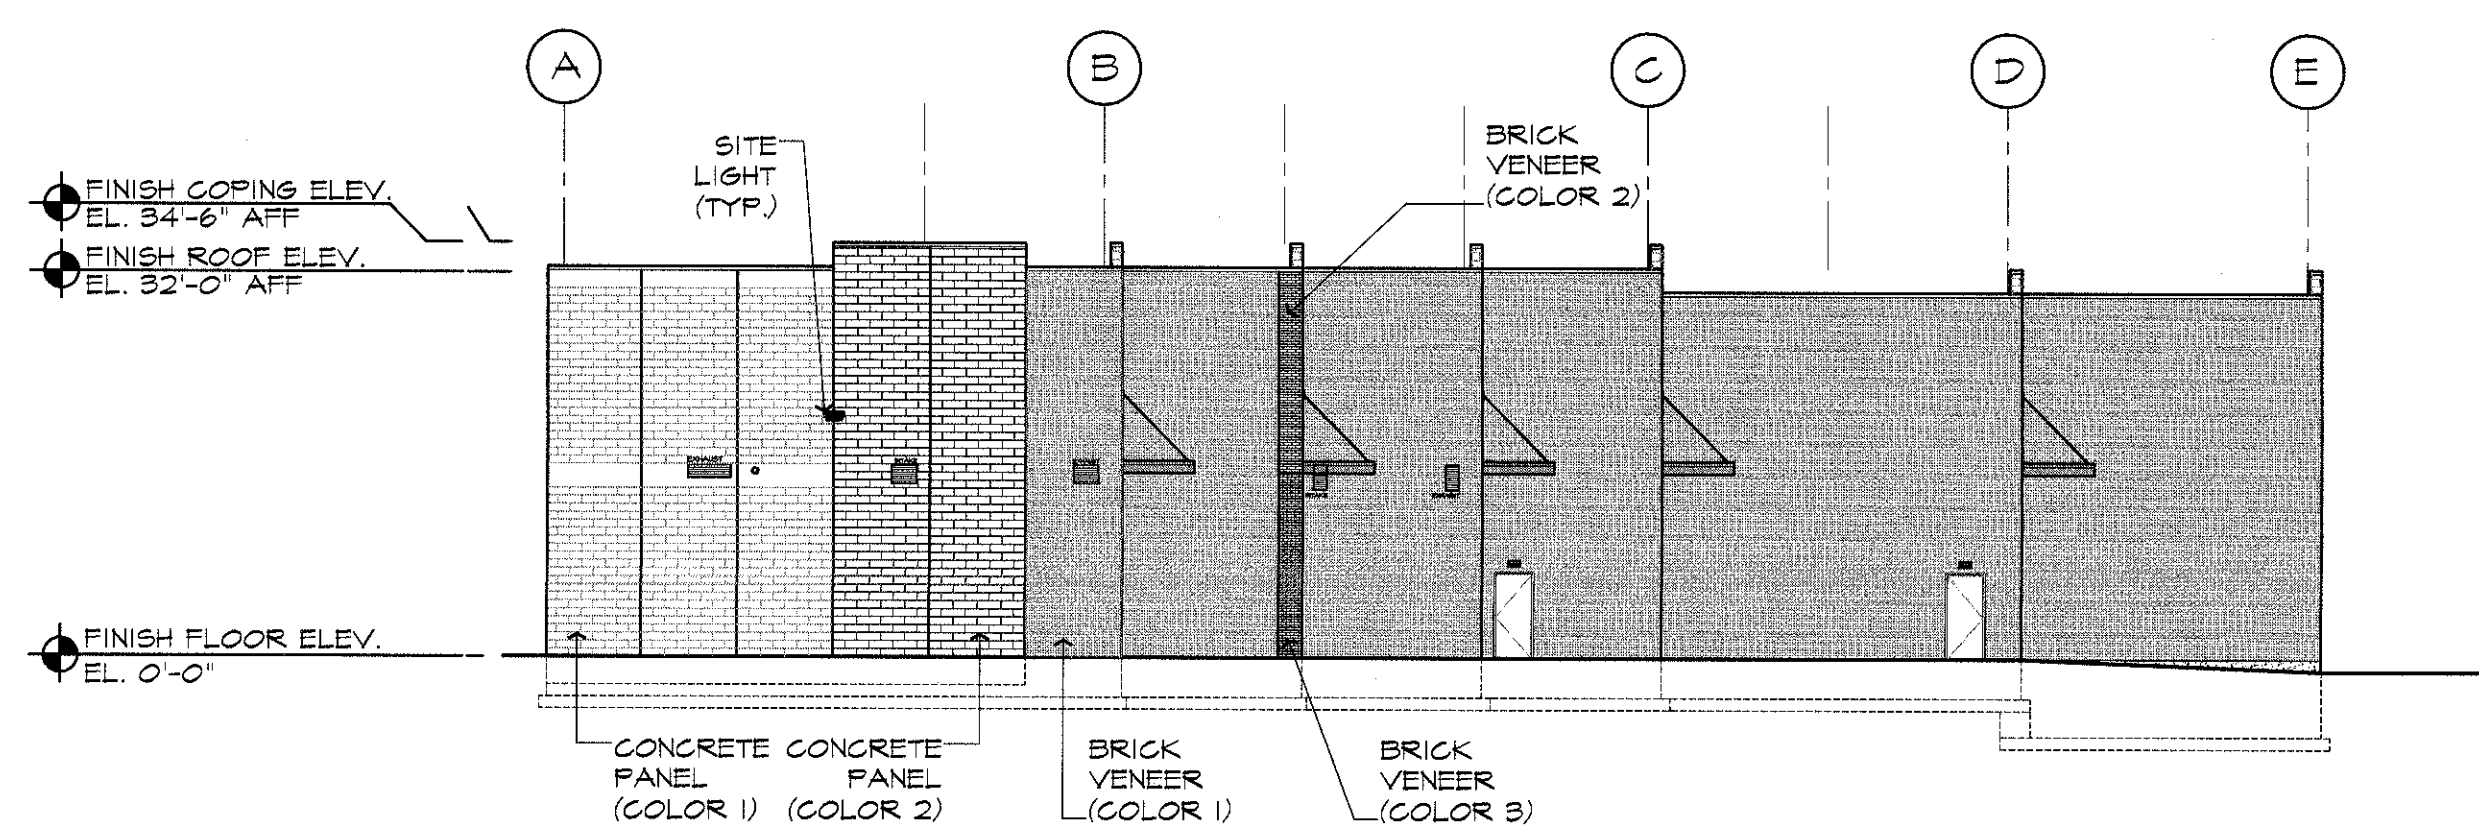 A
B
C
D
E
SITE
LIGHT
(TYP.)
BRICK
VENEER
(COLOR 2)
FINISH COPING ELEV.
EL. 34'-6" AFF
FINISH ROOF ELEV.
EL. 32'-0" AFF
EXHAUST
INTAKE
INTAKE
FINISH FLOOR ELEV.
EL. 0'-0"
CONCRETE
PANEL
(COLOR 1)
CONCRETE
PANEL
(COLOR 2)
BRICK
VENEER
(COLOR 1)
BRICK
VENEER
(COLOR 3)